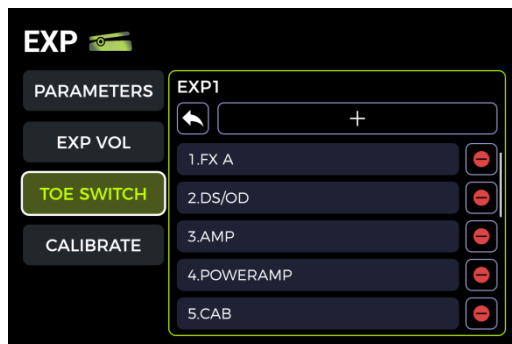 EXP
PARAMETERS
EXP VOL
TOE SWITCH
CALIBRATE
EXP1
+
1.FX A
2.DS/OD
3.AMP
4.POWERAMP
5.CAB